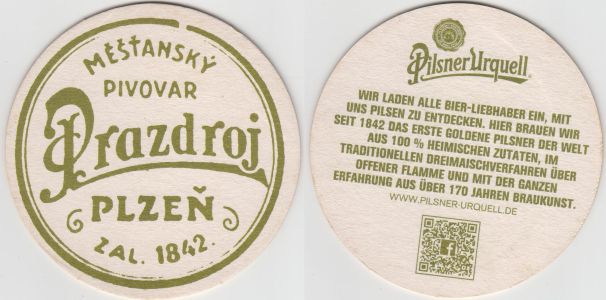 MĚŠŤANSKÝ
PIVOVAR
Prazdroj
PLZEŇ
ZAL. 1842.
Pilsner Urquell
WIR LADEN ALLE BIER-LIEBHABER EIN, MIT
UNS PILSEN ZU ENTDECKEN. HIER BRAUEN WIR
SEIT 1842 DAS ERSTE GOLDENE PILSNER DER WELT
AUS 100 % HEIMISCHEN ZUTATEN, IM
TRADITIONELLEN DREIMAISCHVERFAHREN ÜBER
OFFENER FLAMME UND MIT DER GANZEN
ERFAHRUNG AUS ÜBER 170 JAHREN BRAUKUNST.
WWW.PILSNER-URQUELL.DE
f